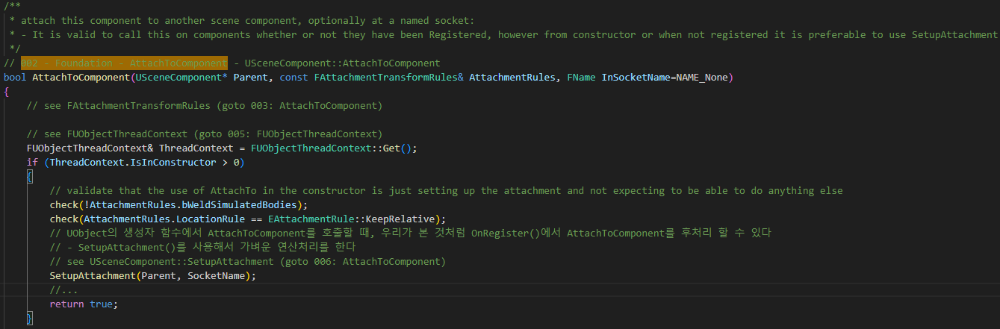 /**
* attach this component to another scene component, optionally at a named socket:
* - It is valid to call this on components whether or not they have been Registered, however from constructor or when not registered it is preferable to use SetupAttachment
*/
// 002 - Foundation - AttachToComponent - USceneComponent::AttachToComponent
bool AttachToComponent(USceneComponent* Parent, const FAttachmentTransformRules& AttachmentRules, FName InSocketName=NAME_None)
{
// see FAttachmentTransformRules (goto 003: AttachToComponent)
// see FUObjectThreadContext (goto 005: FUObjectThreadContext)
FUObjectThreadContext& ThreadContext = FUObjectThreadContext::Get();
if (ThreadContext.IsInConstructor > 0)
{
// validate that the use of AttachTo in the constructor is just setting up the attachment and not expecting to be able to do anything else
check(!AttachmentRules.bWeldSimulatedBodies);
check(AttachmentRules.LocationRule == EAttachmentRule::KeepRelative);
// UObject의 생성자 함수에서 AttachToComponent를 호출할 때, 우리가 본 것처럼 OnRegister()에서 AttachToComponent를 후처리 할 수 있다
// - SetupAttachment()를 사용해서 가벼운 연산처리를 한다
// see USceneComponent::SetupAttachment (goto 006: AttachToComponent)
SetupAttachment(Parent, SocketName);
//...
return true;
}